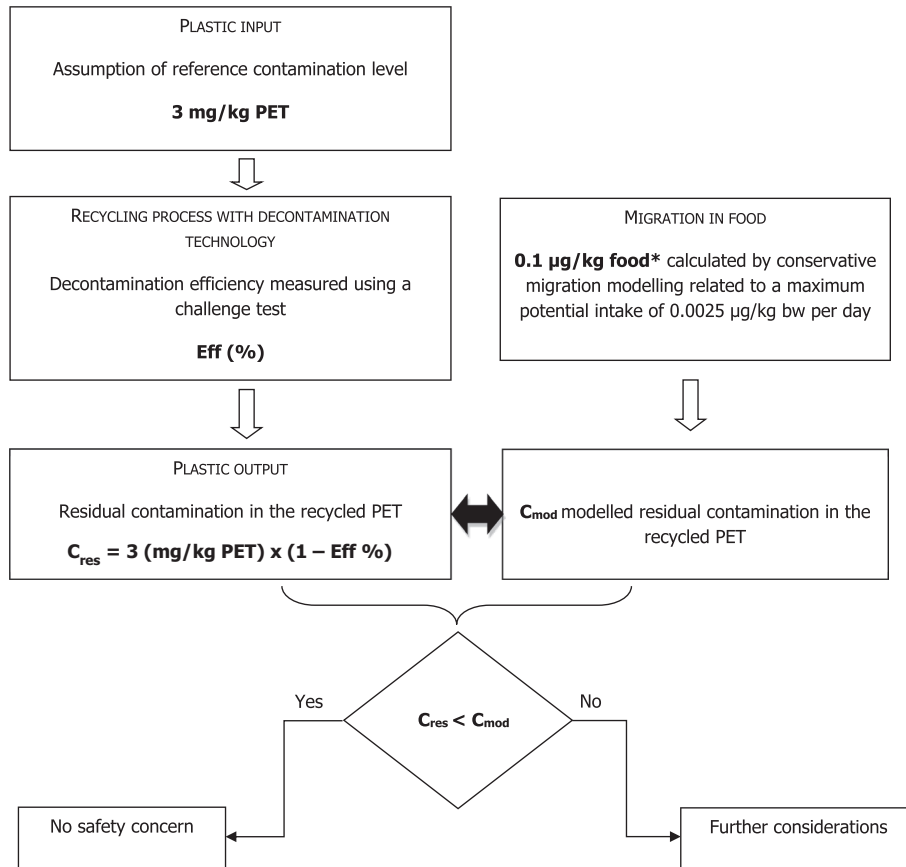 PLASTIC INPUT
Assumption of reference contamination level
3 mg/kg PET
RECYCLING PROCESS WITH DECONTAMINATION
TECHNOLOGY
Decontamination efficiency measured using a
challenge test
Eff (%)
MIGRATION IN FOOD
0.1 µg/kg food* calculated by conservative
migration modelling related to a maximum
potential intake of 0.0025 µg/kg bw per day
PLASTIC OUTPUT
Residual contamination in the recycled PET
Cres = 3 (mg/kg PET) x (1 – Eff %)
Cmod modelled residual contamination in the
recycled PET
Yes
No
Cres < Cmod
No safety concern
Further considerations